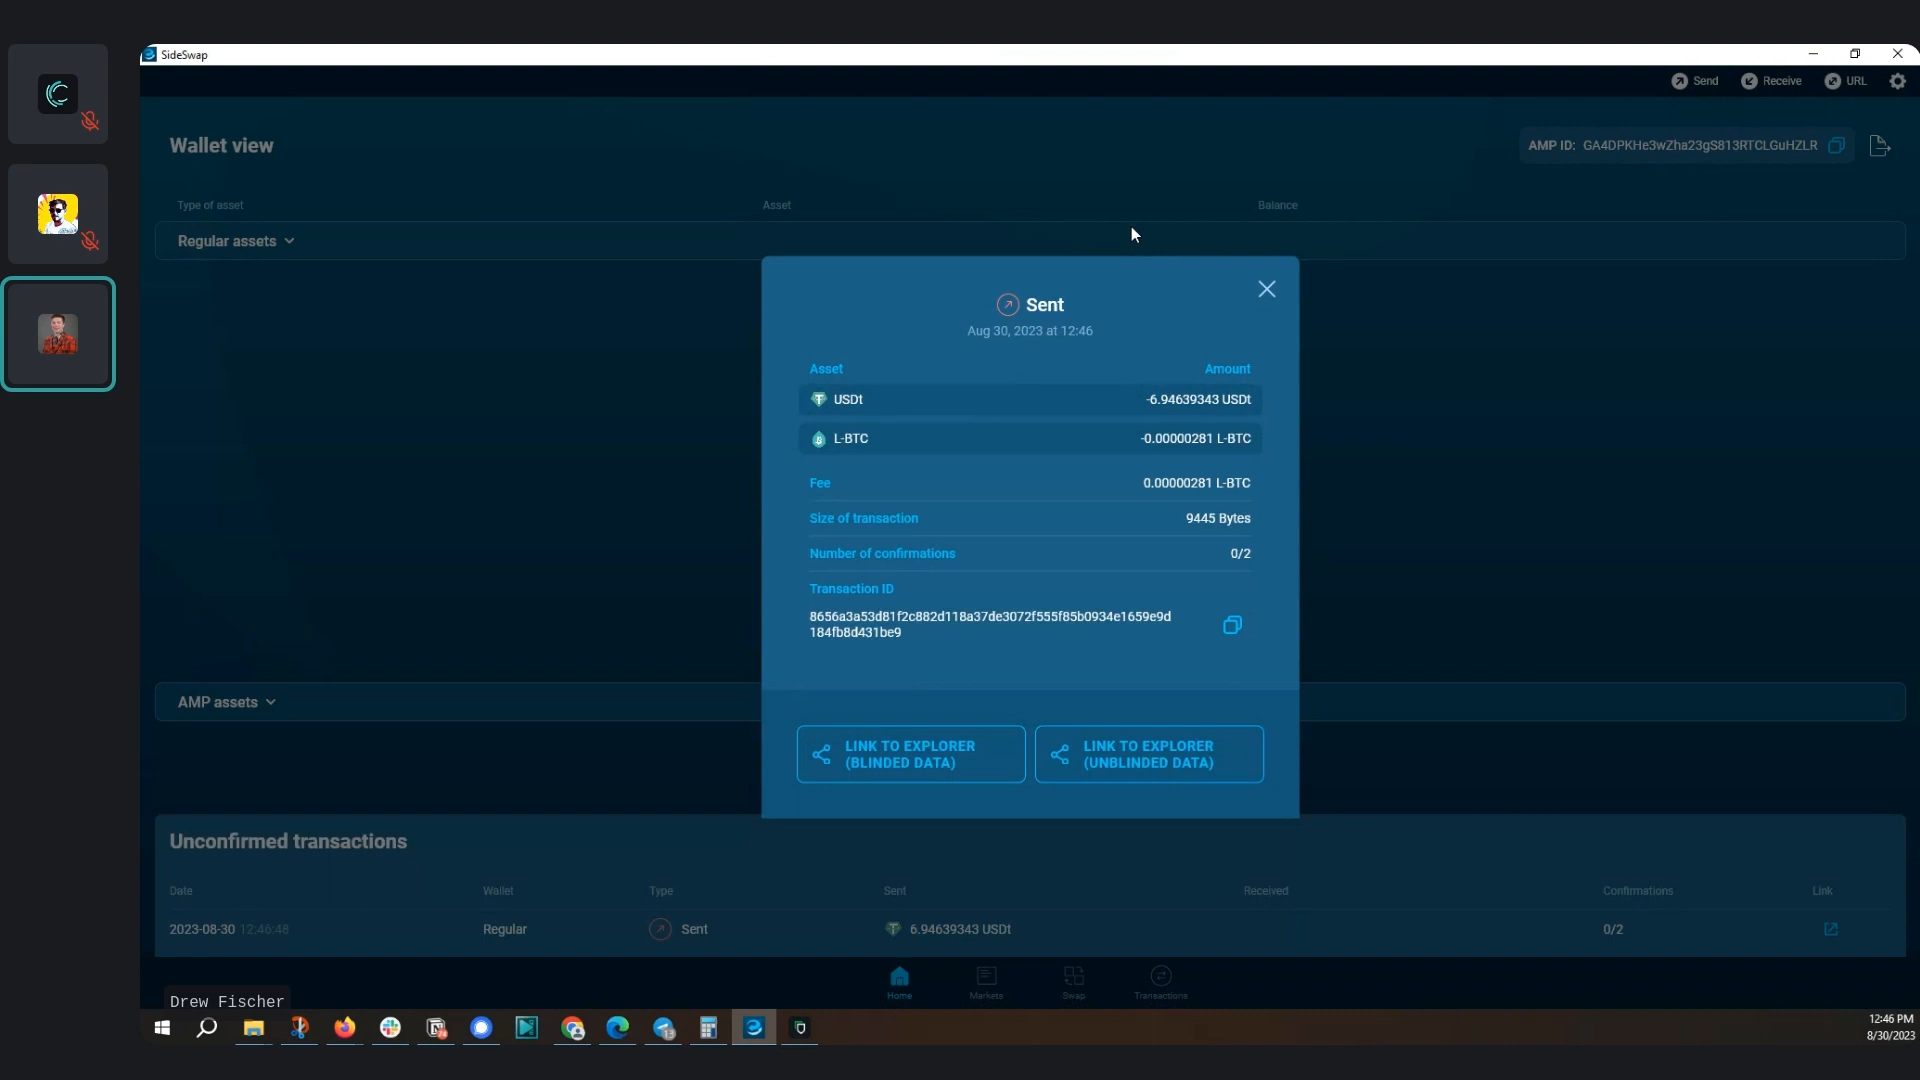 SideSwap
Send
Receive
URL
Wallet view
AMP ID: GA4DPKHe3wZha23gS813RTCLGuHZLR
Type of asset
Asset
Balance
Regular assets
Sent
Aug 30, 2023 at 12:46
Asset
Amount
USDt
-6.94639343 USDt
L-BTC
-0.00000281 L-BTC
Fee
0.00000281 L-BTC
Size of transaction
9445 Bytes
Number of confirmations
0/2
Transaction ID
8656a3a53d81f2c882d118a37de3072f555f85b0934e1659e9d
184fb8d431be9
AMP assets
LINK TO EXPLORER
(BLINDED DATA)
LINK TO EXPLORER
(UNBLINDED DATA)
Unconfirmed transactions
Date
Wallet
Type
Sent
Received
Confirmations
Link
2023-08-30 12:46:48
Regular
Sent
6.94639343 USDt
0/2
Home
Markets
Swap
Transactions
Drew Fischer
12:46 PM
8/30/2023